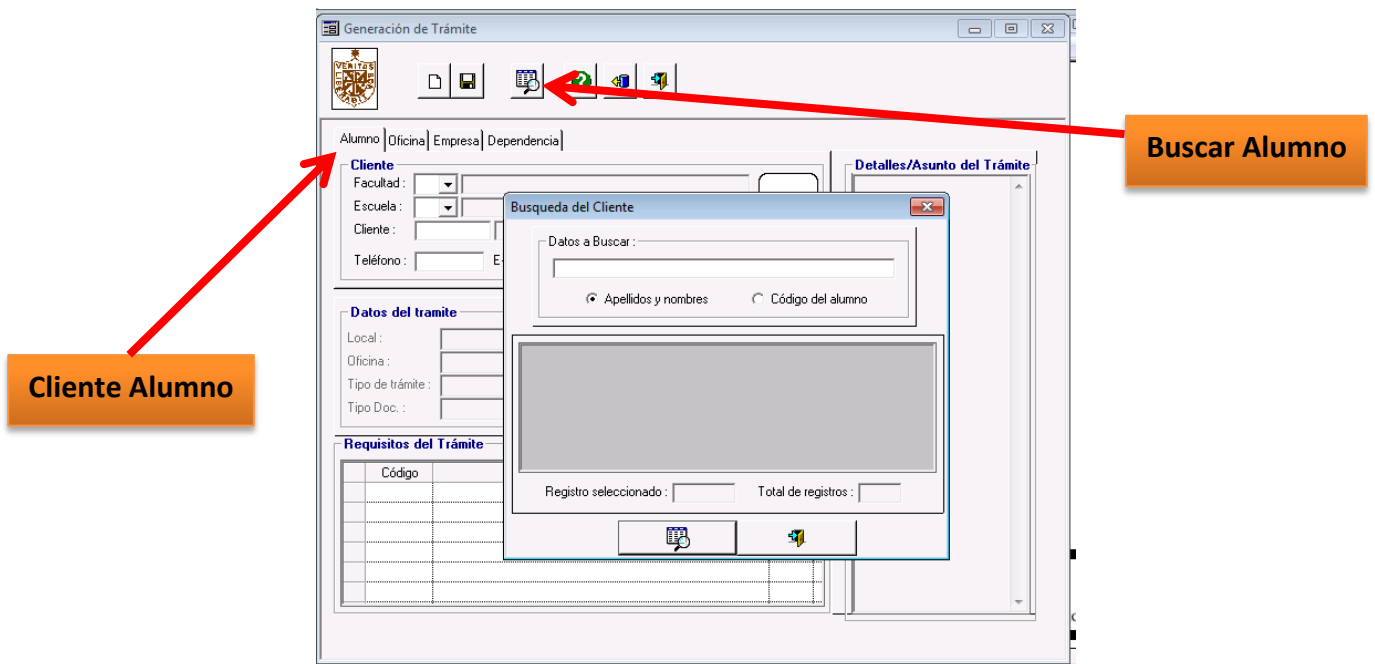 Generación de Trámite
VERITAS
Buscar Alumno
Alumno Oficina Empresa Dependencia
Cliente
Detalles/Asunto del Trámite
Facultad :
Escuela :
Cliente :
Teléfono :
E
Busqueda del Cliente
Datos a Buscar :
Apellidos y nombres Código del alumno
Datos del tramite
Local :
Oficina :
Tipo de trámite :
Tipo Doc. :
Cliente Alumno
Requisitos del Trámite
Código
Registro seleccionado : Total de registros :